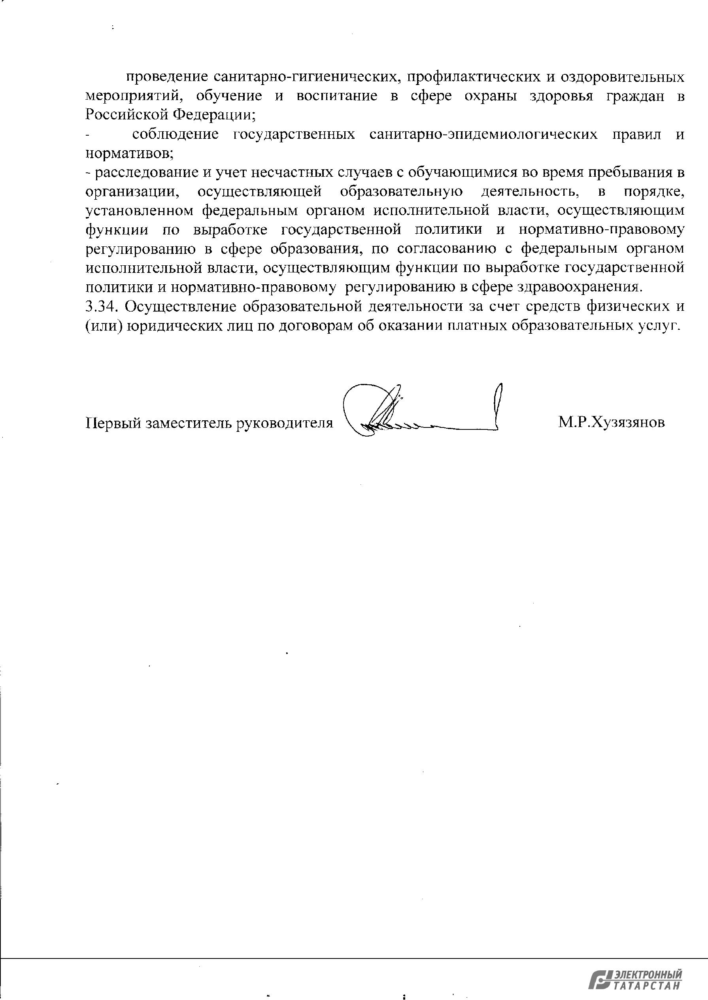 проведение санитарно-гигиенических, профилактических и оздоровительных
мероприятий, обучение и воспитание в сфере охраны здоровья граждан в
Российской Федерации;
- соблюдение государственных санитарно-эпидемиологических правил и
нормативов;
- расследование и учет несчастных случаев с обучающимися во время пребывания в
организации, осуществляющей образовательную деятельность, в порядке,
установленном федеральным органом исполнительной власти, осуществляющим
функции по выработке государственной политики и нормативно-правовому
регулированию в сфере образования, по согласованию с федеральным органом
исполнительной власти, осуществляющим функции по выработке государственной
политики и нормативно-правовому регулированию в сфере здравоохранения.
3.34. Осуществление образовательной деятельности за счет средств физических и
(или) юридических лиц по договорам об оказании платных образовательных услуг.
Первый заместитель руководителя М.Р.Хузязянов
ЭЛЕКТРОННЫЙ
ТАТАРСТАН